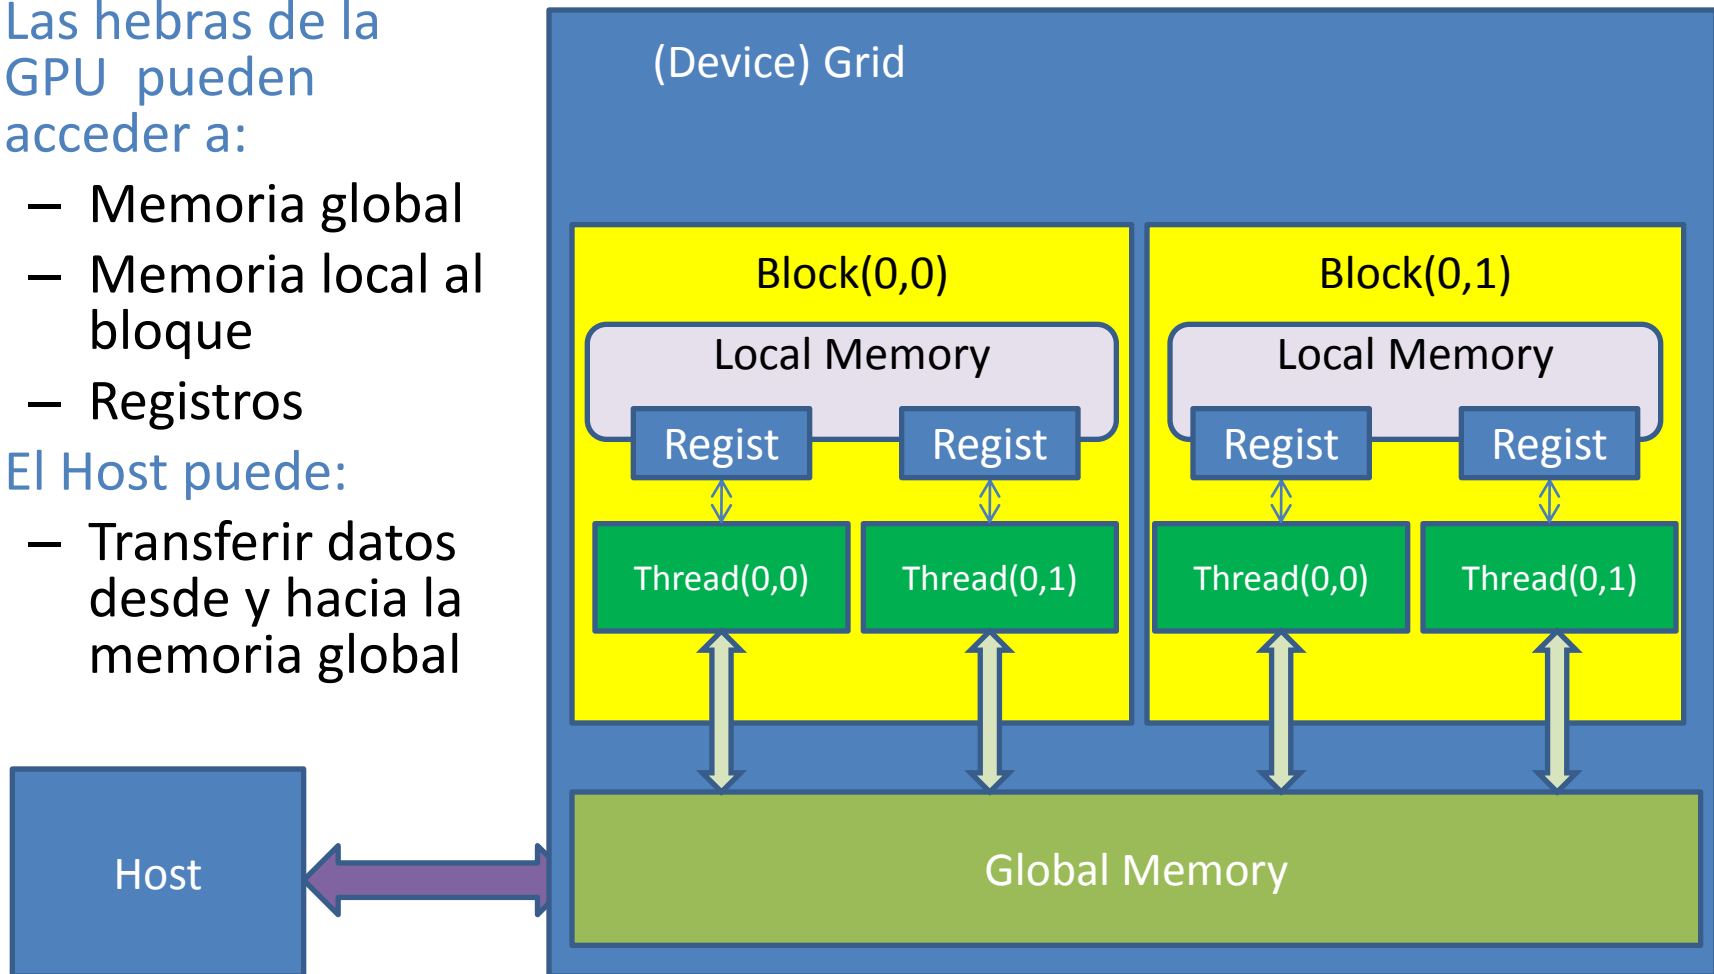 Las hebras de la
GPU pueden
acceder a:
– Memoria global
– Memoria local al
bloque
– Registros
El Host puede:
– Transferir datos
desde y hacia la
memoria global
Host
(Device) Grid
Block(0,0)
Local Memory
Regist
Regist
Thread(0,0)
Thread(0,1)
Block(0,1)
Local Memory
Regist
Regist
Thread(0,0)
Thread(0,1)
Global Memory